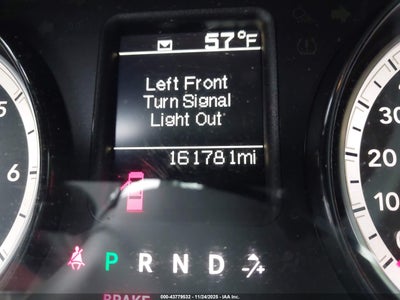 57°F
Left Front
Turn Signal
Light Out
161781mi
5
6
30
20
10
P R N D -/+
BRAKE
000-43779532 - 11/24/2025 - IAA Inc.